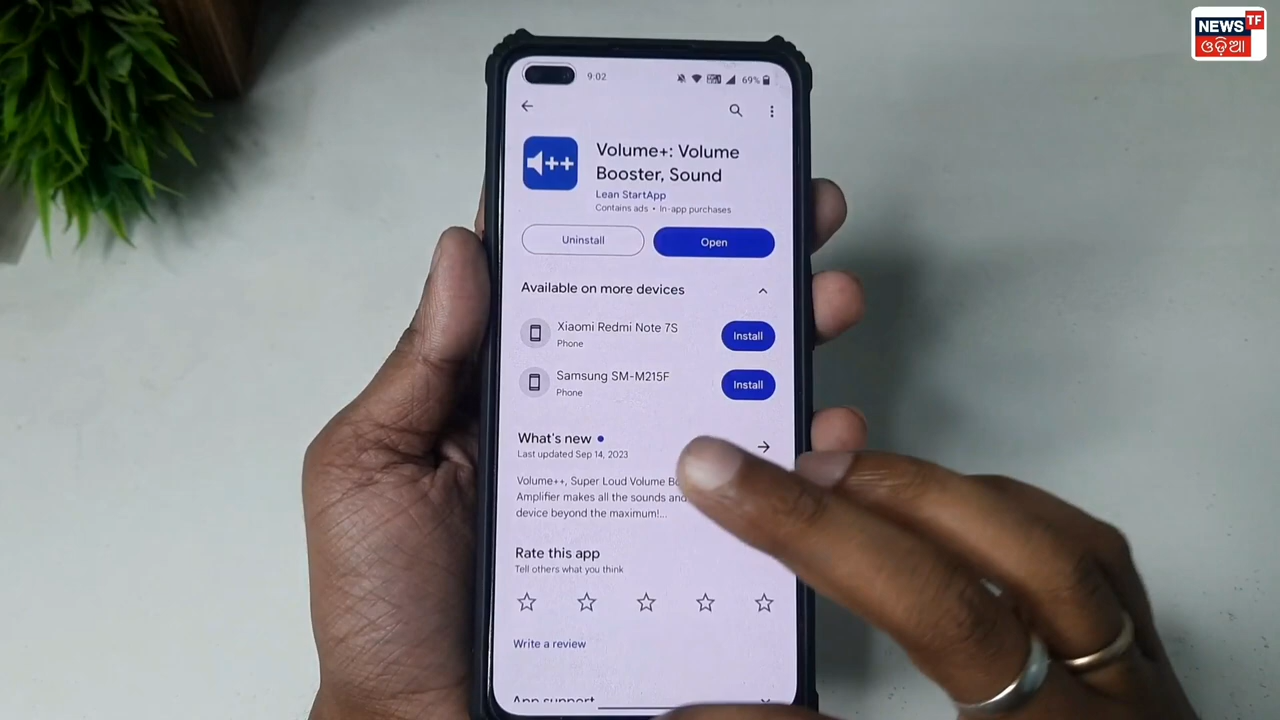 NEWS TF
ଓଡ଼ିଆ
9.02
69%
++
Volume+: Volume
Booster, Sound
Lean StartApp
Contains ads • In-app purchases
Uninstall
Open
Available on more devices
Xiaomi Redmi Note 7S
Phone
Install
Samsung SM-M215F
Phone
Install
What's new
Last updated Sep 14, 2023
Volume++, Super Loud Volume
Amplifier makes all the sounds and
device beyond the maximum!...
Rate this app
Tell others what you think
Write a review
App support